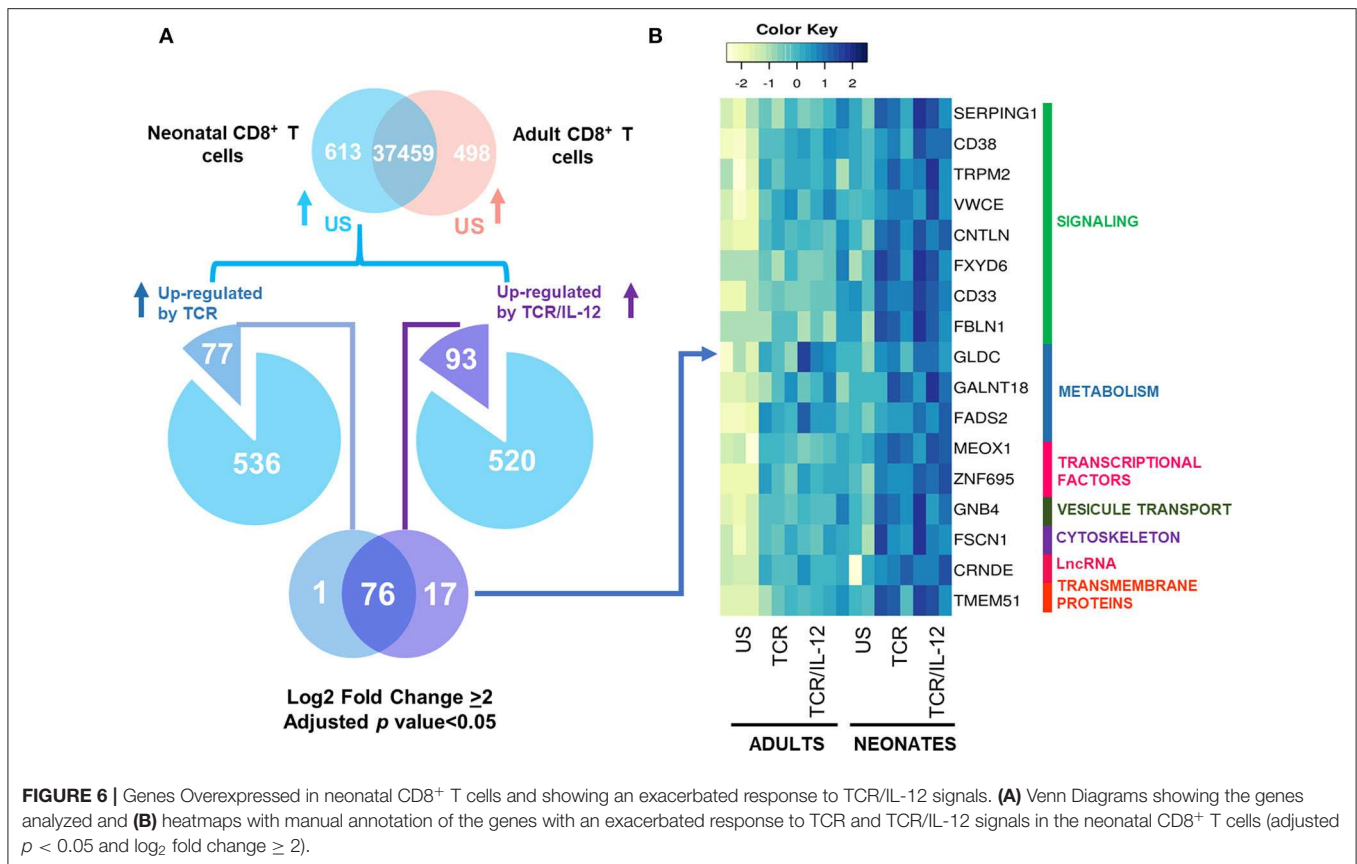 A
Neonatal CD8+ T
cells
613
37459
498
Adult CD8+ T
cells
US
US
Up-regulated
by TCR
Up-regulated
by TCR/IL-12
77
536
93
520
1
76
17
Log2 Fold Change ≥2
Adjusted p value<0.05
B
Color Key
-2 -1 0 1 2
SERPING1
CD38
TRPM2
VWCE
CNTLN
FXYD6
CD33
FBLN1
GLDC
GALNT18
FADS2
MEOX1
ZNF695
GNB4
FSCN1
CRNDE
TMEM51
SIGNALING
METABOLISM
TRANSCRIPTIONAL
FACTORS
VESICULE TRANSPORT
CYTOSKELETON
LncRNA
TRANSMEMBRANE
PROTEINS
US
TCR
TCR/IL-12
US
TCR
TCR/IL-12
ADULTS
NEONATES
FIGURE 6 | Genes Overexpressed in neonatal CD8+ T cells and showing an exacerbated response to TCR/IL-12 signals. (A) Venn Diagrams showing the genes
analyzed and (B) heatmaps with manual annotation of the genes with an exacerbated response to TCR and TCR/IL-12 signals in the neonatal CD8+ T cells (adjusted
p < 0.05 and log2 fold change ≥ 2).